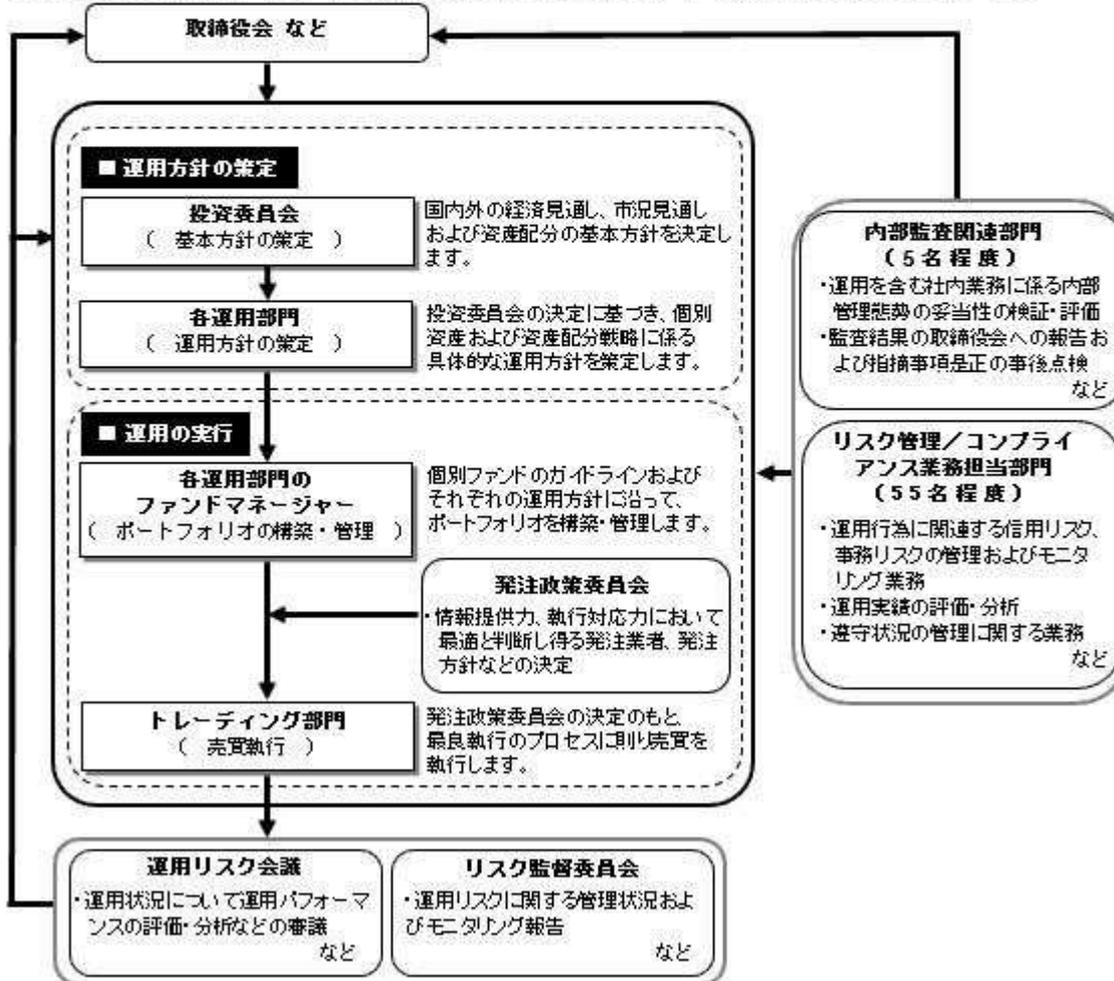 取締役会 など
■ 運用方針の策定
投資委員会
( 基本方針の策定 )
国内外の経済見通し、市況見通し
および資産配分の基本方針を決定し
ます。
各運用部門
( 運用方針の策定 )
投資委員会の決定に基づき、個別
資産および資産配分戦略に係る
具体的な運用方針を策定します。
■ 運用の実行
各運用部門の
ファンドマネージャー
( ポートフォリオの構築・管理 )
個別ファンドのガイドラインおよび
それぞれの運用方針に沿って、
ポートフォリオを構築・管理します。
発注政策委員会
・情報提供力、執行対応力において
最適と判断し得る発注業者、発注
方針などの決定
トレーディング部門
( 売買執行 )
発注政策委員会の決定のもと
最良執行のプロセスに則り売買を
執行します。
内部監査関連部門
(5名程度)
・運用を含む社内業務に係る内部
管理態勢の妥当性の検証・評価
・監査結果の取締役会への報告お
よび指摘事項是正の事後点検
など
リスク管理/コンプライ
アンス業務担当部門
(55名程度)
・運用行為に関連する信用リスク、
事務リスクの管理およびモニタ
リング業務
・運用実績の評価・分析
・遵守状況の管理に関する業務
など
運用リスク会議
・運用状況について運用パフォーマ
ンスの評価・分析などの審議
など
リスク監督委員会
・運用リスクに関する管理状況およ
びモニタリング報告
など